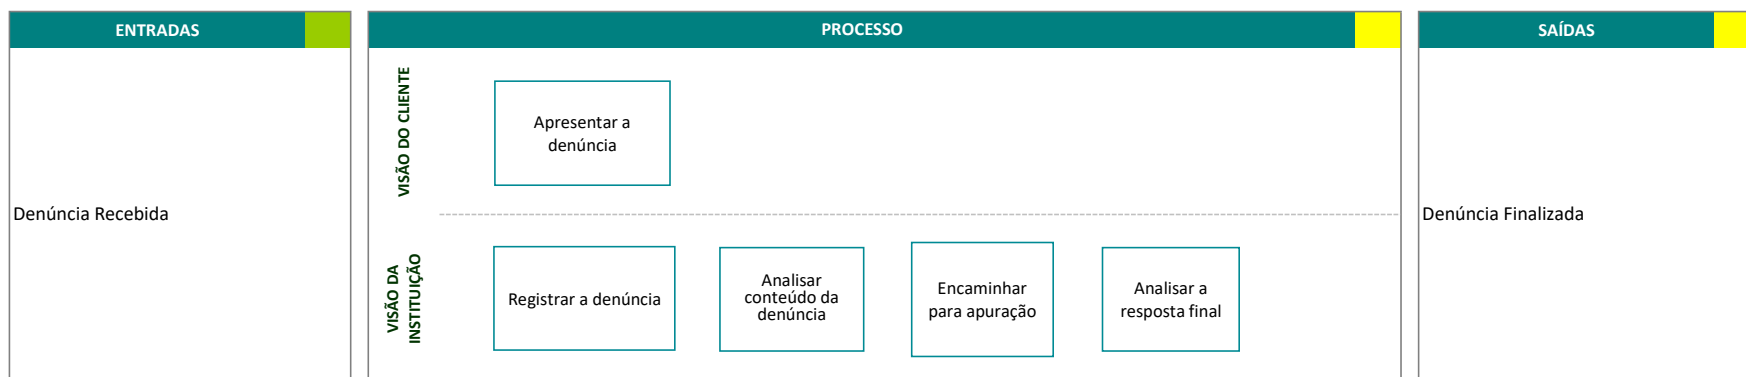 ENTRADAS
PROCESSO
SAÍDAS
Denúncia Recebida
VISÃO DO CLIENTE
Apresentar a
denúncia
VISÃO DA
INSTITUIÇÃO
Registrar a denúncia
Analisar
conteúdo da
denúncia
Encaminhar
para apuração
Analisar a
resposta final
Denúncia Finalizada